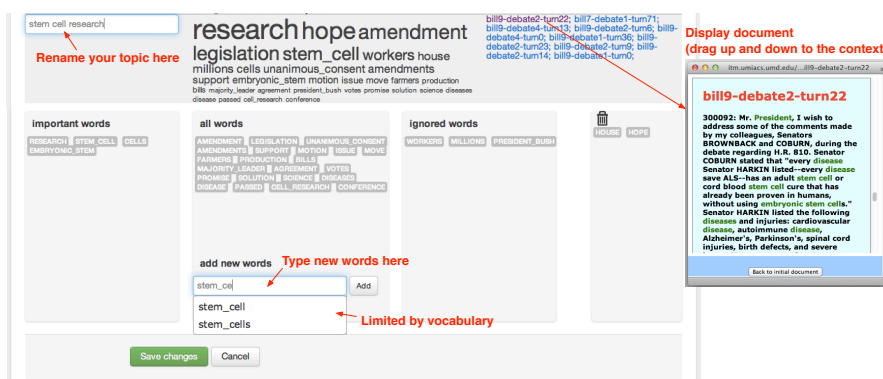 stem cell research
Rename your topic here
research hope amendment
legislation stem_cell workers house
millions cells unanimous_consent amendments
support embryonic_stem motion issue move farmers production
bills majority_leader agreement president_bush votes promise solution science diseases
disease passed cell_research conference
bill9-debate2-turn22; bill7-debate1-turn71;
bill9-debate4-turn13; bill9-debate2-turn6; bill9-
debate4-turn0; bill9-debate1-turn36; bill9-
debate2-turn23; bill9-debate2-turn9; bill9-
debate2-turn14; bill9-debate1-turn0;
Display document
(drag up and down to the context
important words
RESEARCH STEM_CELL CELLS
EMBRYONIC_STEM
all words
AMENDMENT LEGISLATION UNANIMOUS_CONSENT
AMENDMENTS SUPPORT MOTION ISSUE MOVE
FARMERS PRODUCTION BILLS
MAJORITY_LEADER AGREEMENT VOTES
PROMISE SOLUTION SCIENCE DISEASES
DISEASE PASSED CELL_RESEARCH CONFERENCE
add new words
Type new words here
stem_ce
Add
stem_cell
stem_cells
Limited by vocabulary
ignored words
WORKERS MILLIONS PRESIDENT_BUSH
HOUSE HOPE
Save changes
Cancel
itm.umiacs.umd.edu/...ill9-debate2-turn22
bill9-debate2-turn22
300092: Mr. President, I wish to
address some of the comments made
by my colleagues, Senators
BROWNBACK and COBURN, during the
debate regarding H.R. 810. Senator
COBURN stated that "every disease
Senator HARKIN listed--every disease
save ALS--has an adult stem cell or
cord blood stem cell cure that has
already been proven in humans,
without using embryonic stem cells."
Senator HARKIN listed the following
diseases and injuries: cardiovascular
disease, autoimmune disease,
Alzheimer's, Parkinson's, spinal cord
injuries, birth defects, and severe
Back to initial document